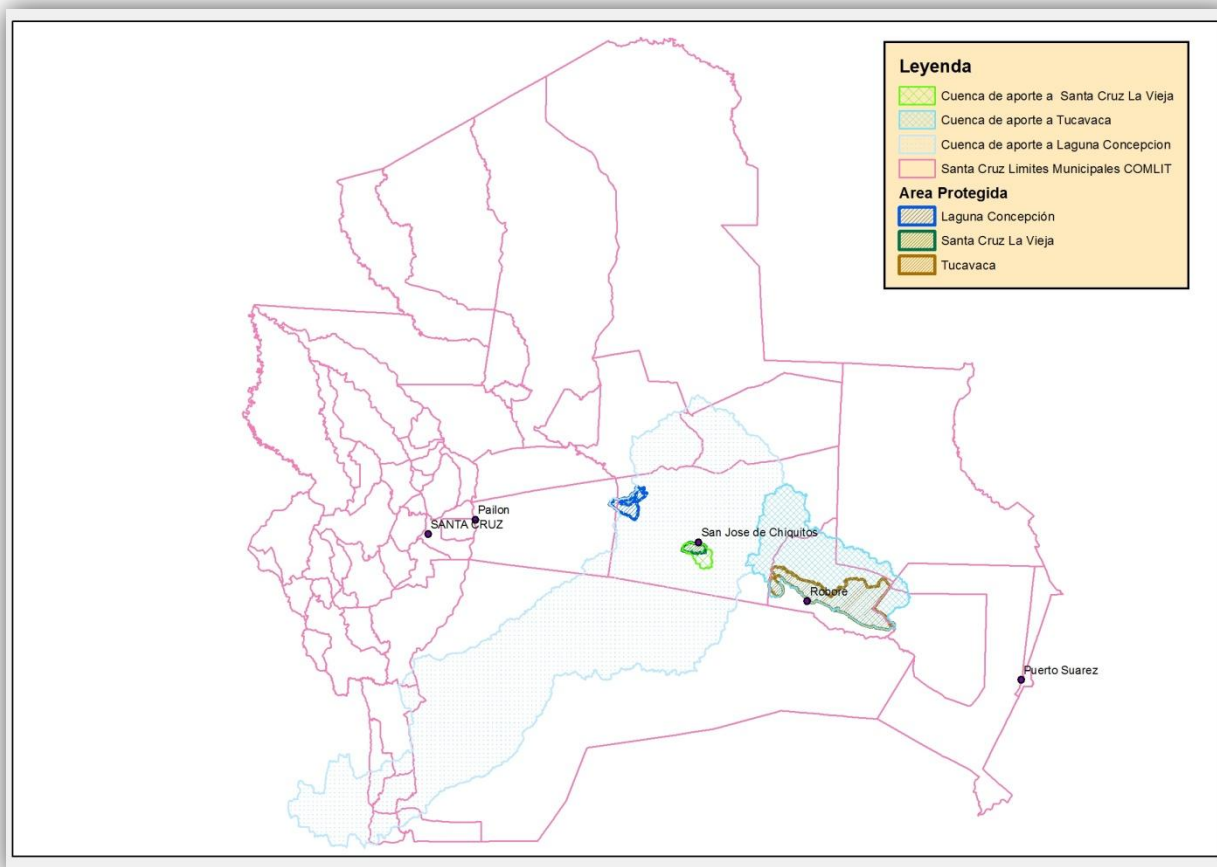 Leyenda
Cuenca de aporte a Santa Cruz La Vieja
Cuenca de aporte a Tucavaca
Cuenca de aporte a Laguna Concepcion
Santa Cruz Limites Municipales COMLIT
Area Protegida
Laguna Concepción
Santa Cruz La Vieja
Tucavaca
Pailon
SANTA CRUZ
San Jose de Chiquitos
Roboré
Puerto Suarez